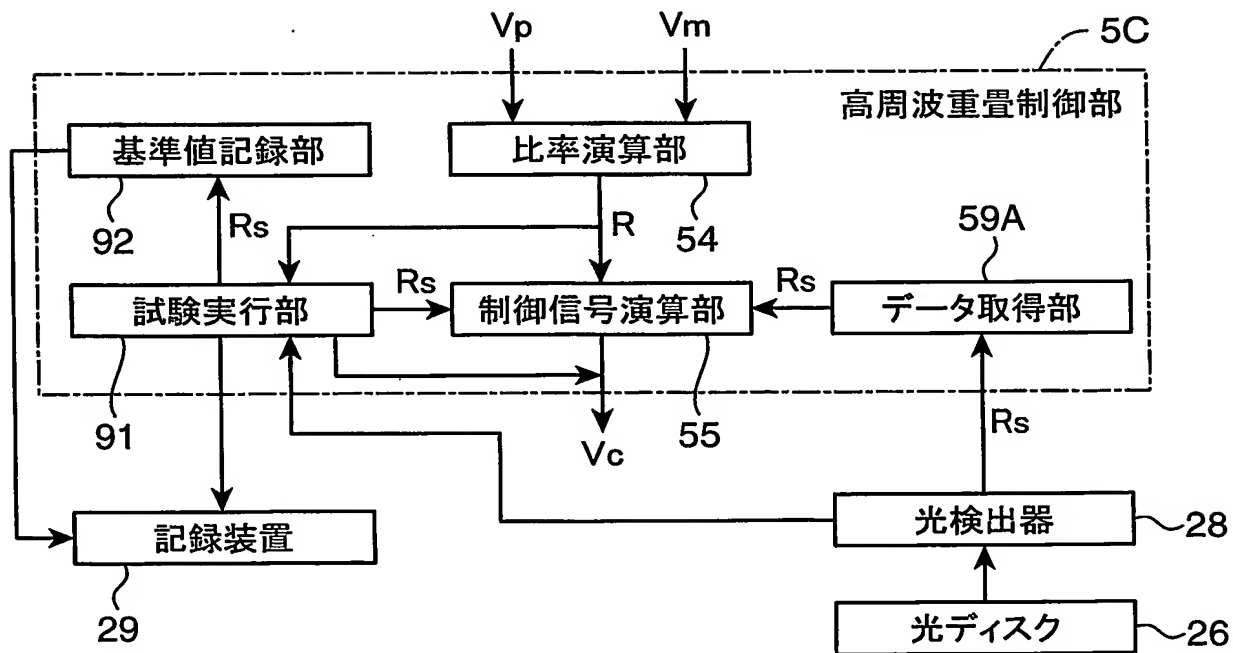 Vp
Vm
5C
高周波重畳制御部
基準値記録部
比率演算部
92
Rs
R
54
59A
試験実行部
Rs
制御信号演算部
Rs
データ取得部
91
Vc
55
Rs
記録装置
光検出器
28
29
光ディスク
26